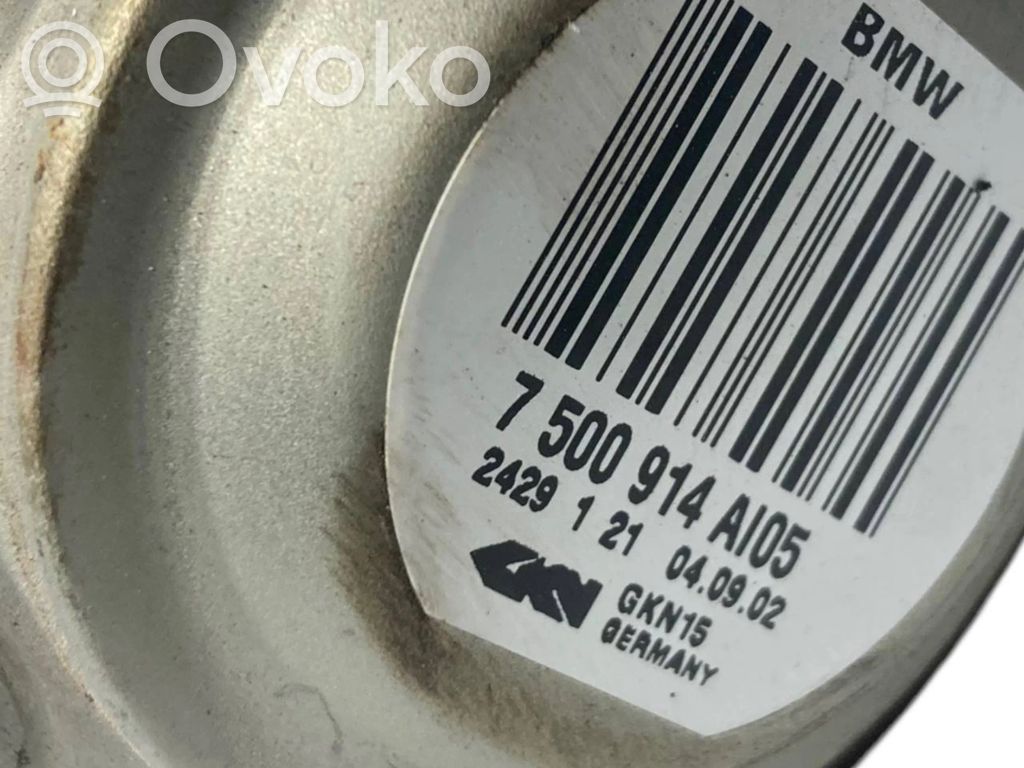 Ovoko
BMW
7 500 914 AI05
2429 1 21 04.09.02
GKN GKN15
GERMANY